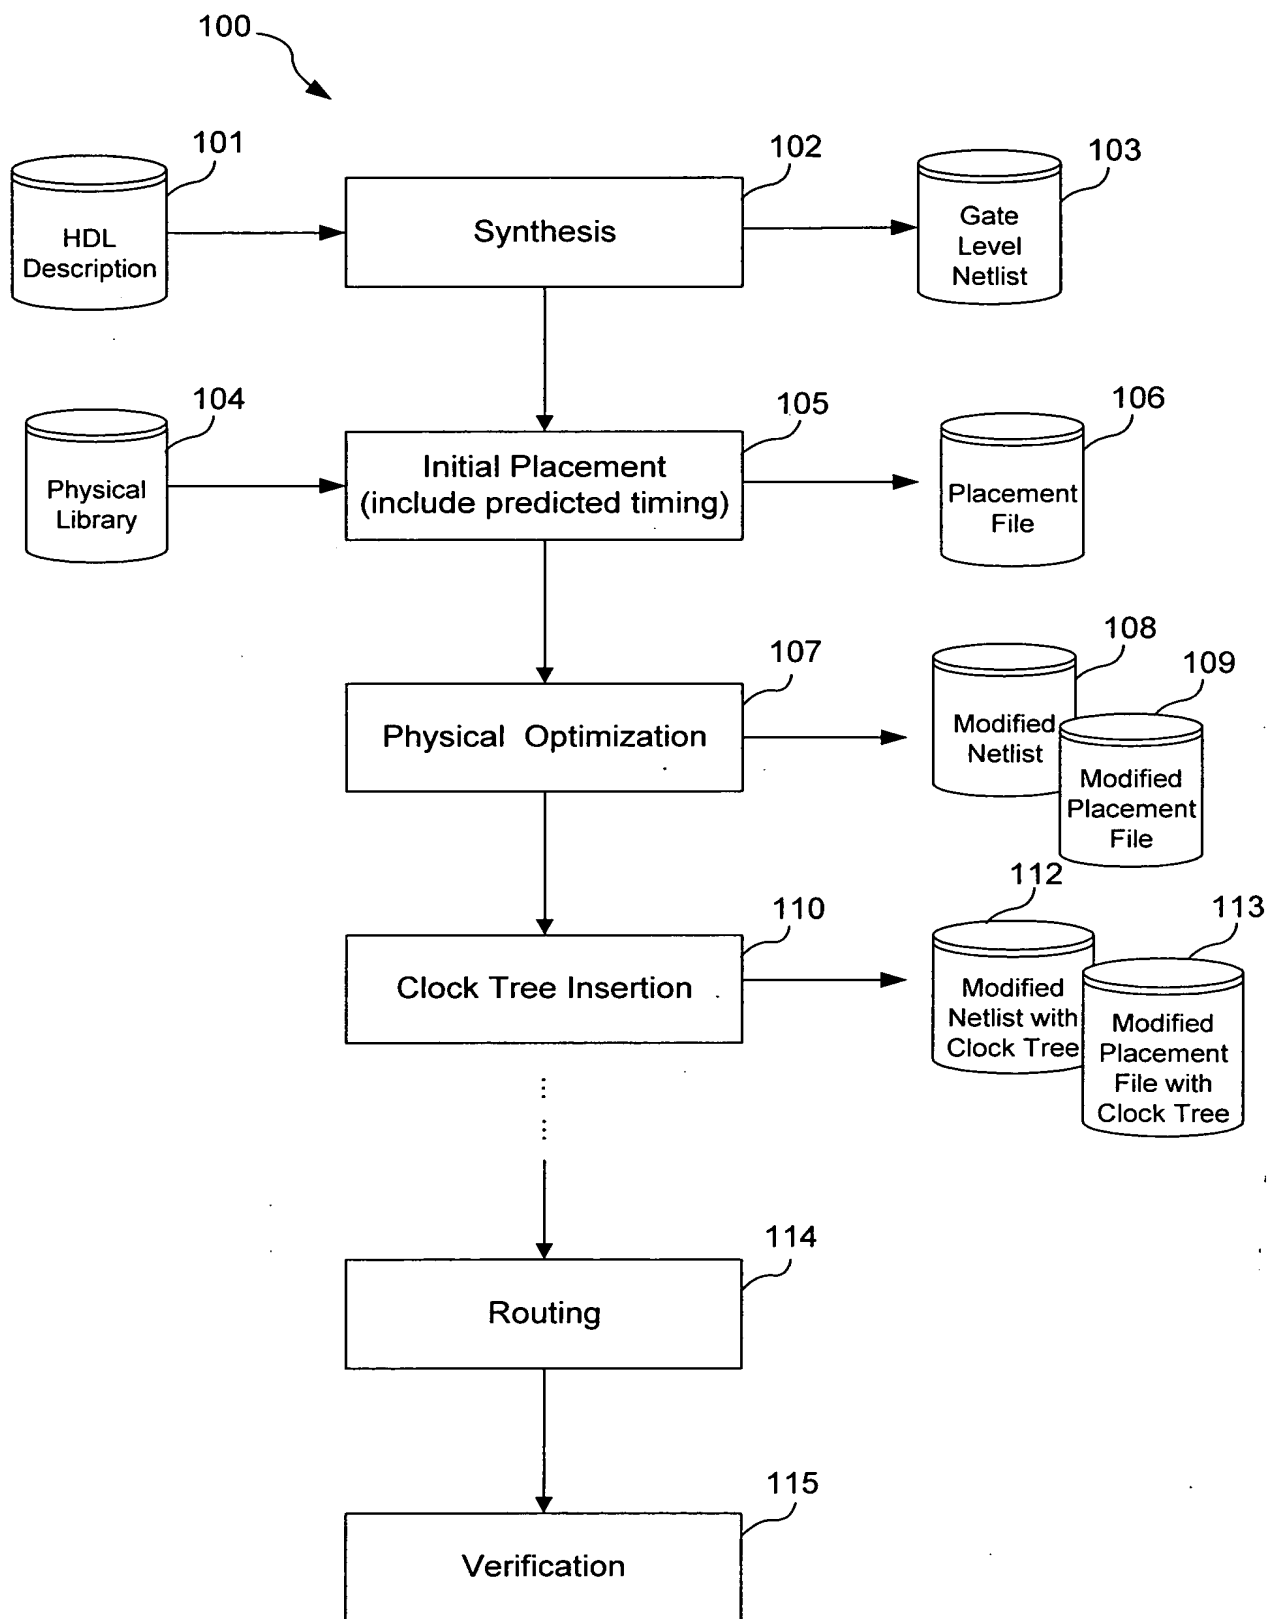 100
101
102
103
HDL
Description
Synthesis
Gate
Level
Netlist
104
105
106
Physical
Library
Initial Placement
(include predicted timing)
Placement
File
107
108
109
Physical Optimization
Modified
Netlist
Modified
Placement
File
110
112
113
Clock Tree Insertion
Modified
Netlist with
Clock Tree
Modified
Placement
File with
Clock Tree
114
Routing
115
Verification